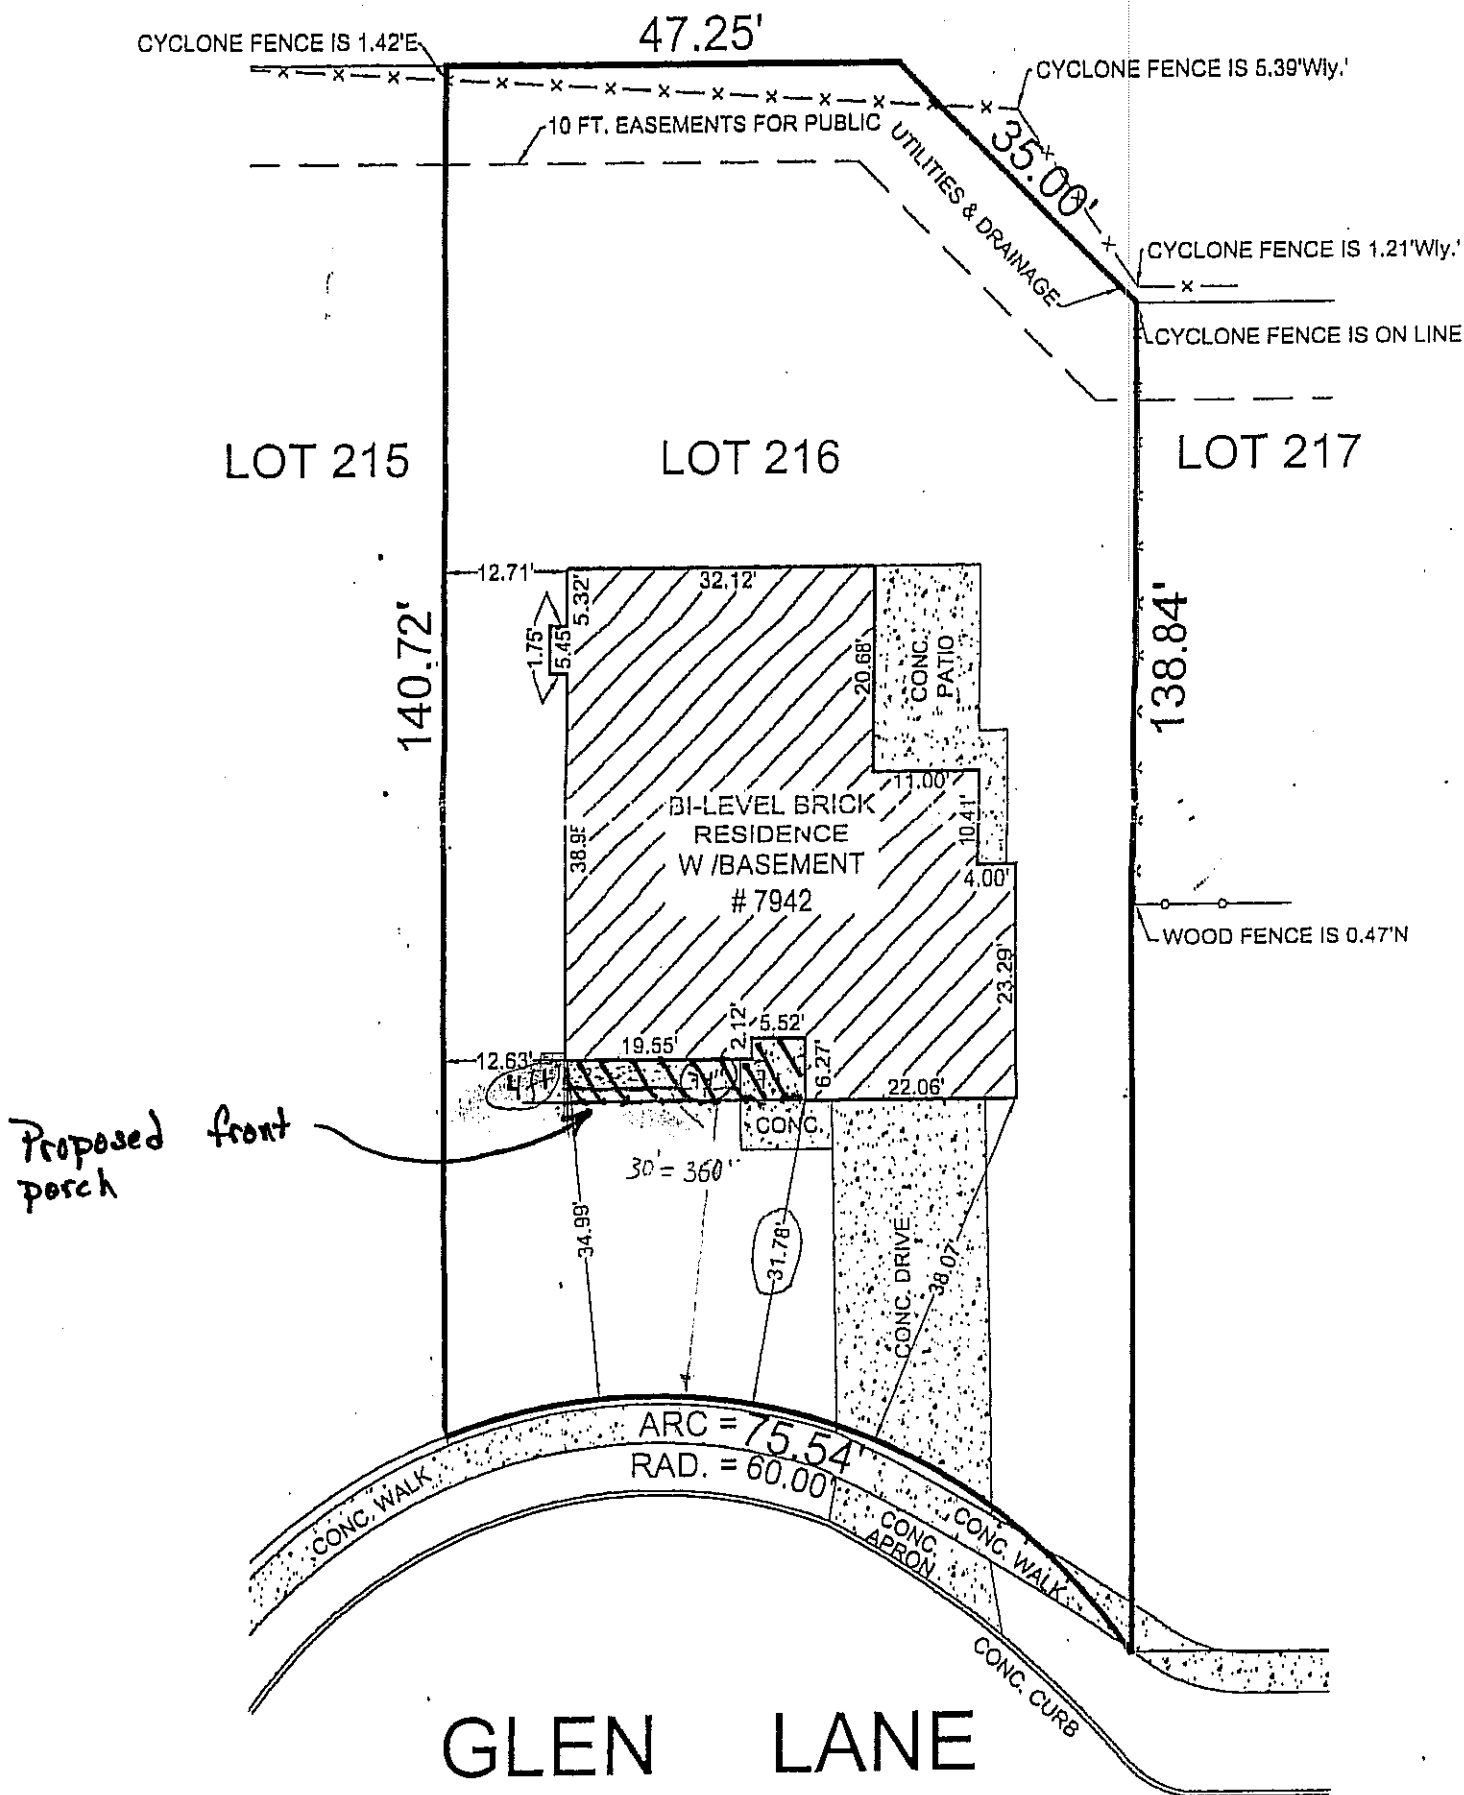 47.25'
CYCLONE FENCE IS 1.42'E
CYCLONE FENCE IS 5.39'Wly.'
10 FT. EASEMENTS FOR PUBLIC
UTILITIES & DRAINAGE
35.00'
CYCLONE FENCE IS 1.21'Wly.'
CYCLONE FENCE IS ON LINE
LOT 215
LOT 216
LOT 217
12.71'
32.12'
5.32'
1.75'
5.45'
140.72'
138.84'
20.68'
CONC.
PATIO
11.00'
BI-LEVEL BRICK
RESIDENCE
W /BASEMENT
# 7942
38.95
10.41'
4.00'
WOOD FENCE IS 0.47'N
23.29'
2.12'
5.52'
19.55'
12.63'
6.27'
22.06'
CONC.
Proposed front
porch
30' = 360"
34.99'
31.78'
CONC. DRIVE
38.07'
ARC = 75.54'
RAD. = 60.00'
CONC. WALK
CONC.
APRON
CONC. WALK
CONC. CURB
GLEN LANE